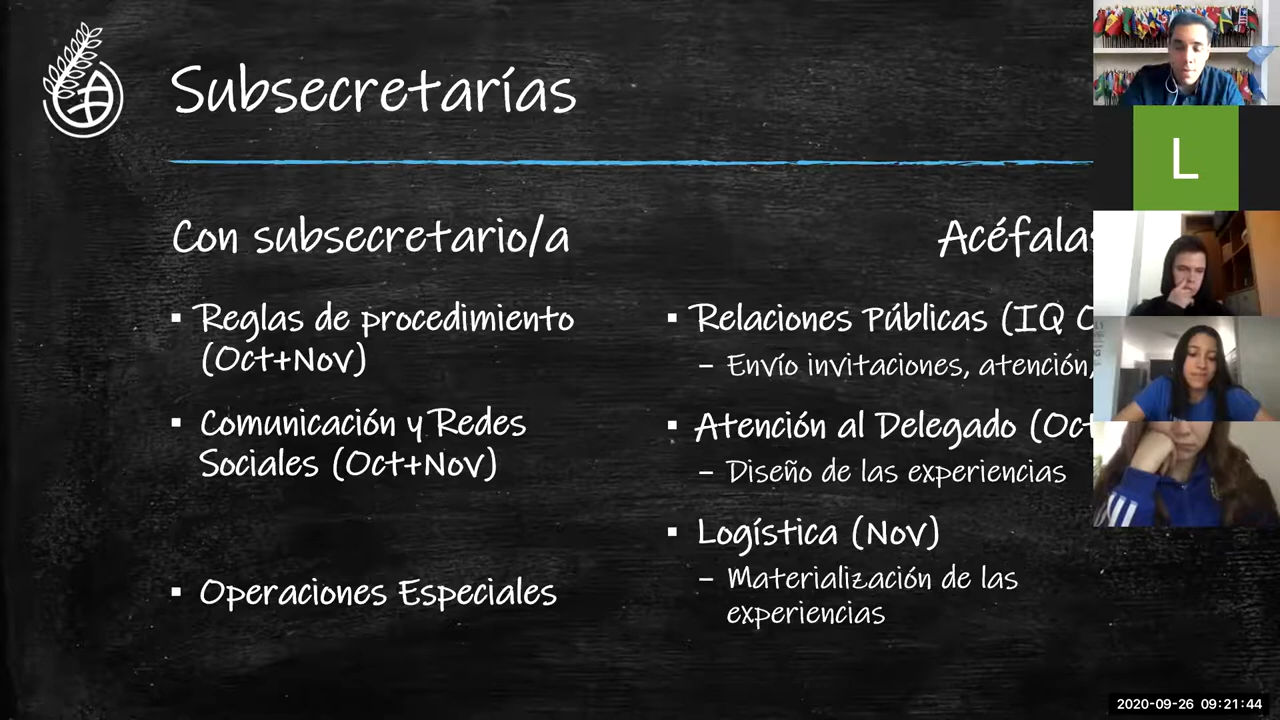 Subsecretarías
Con subsecretario/a
▪ Reglas de procedimiento
(Oct+Nov)
▪ Comunicación y Redes
Sociales (Oct+Nov)
▪ Operaciones Especiales
▪ Relaciones Públicas (IQ
– Envío invitaciones, atención,
▪ Atención al Delegado
– Diseño de las experiencias
▪ Logística (Nov)
– Materialización de las
experiencias
L
2020-09-26 09:21:44